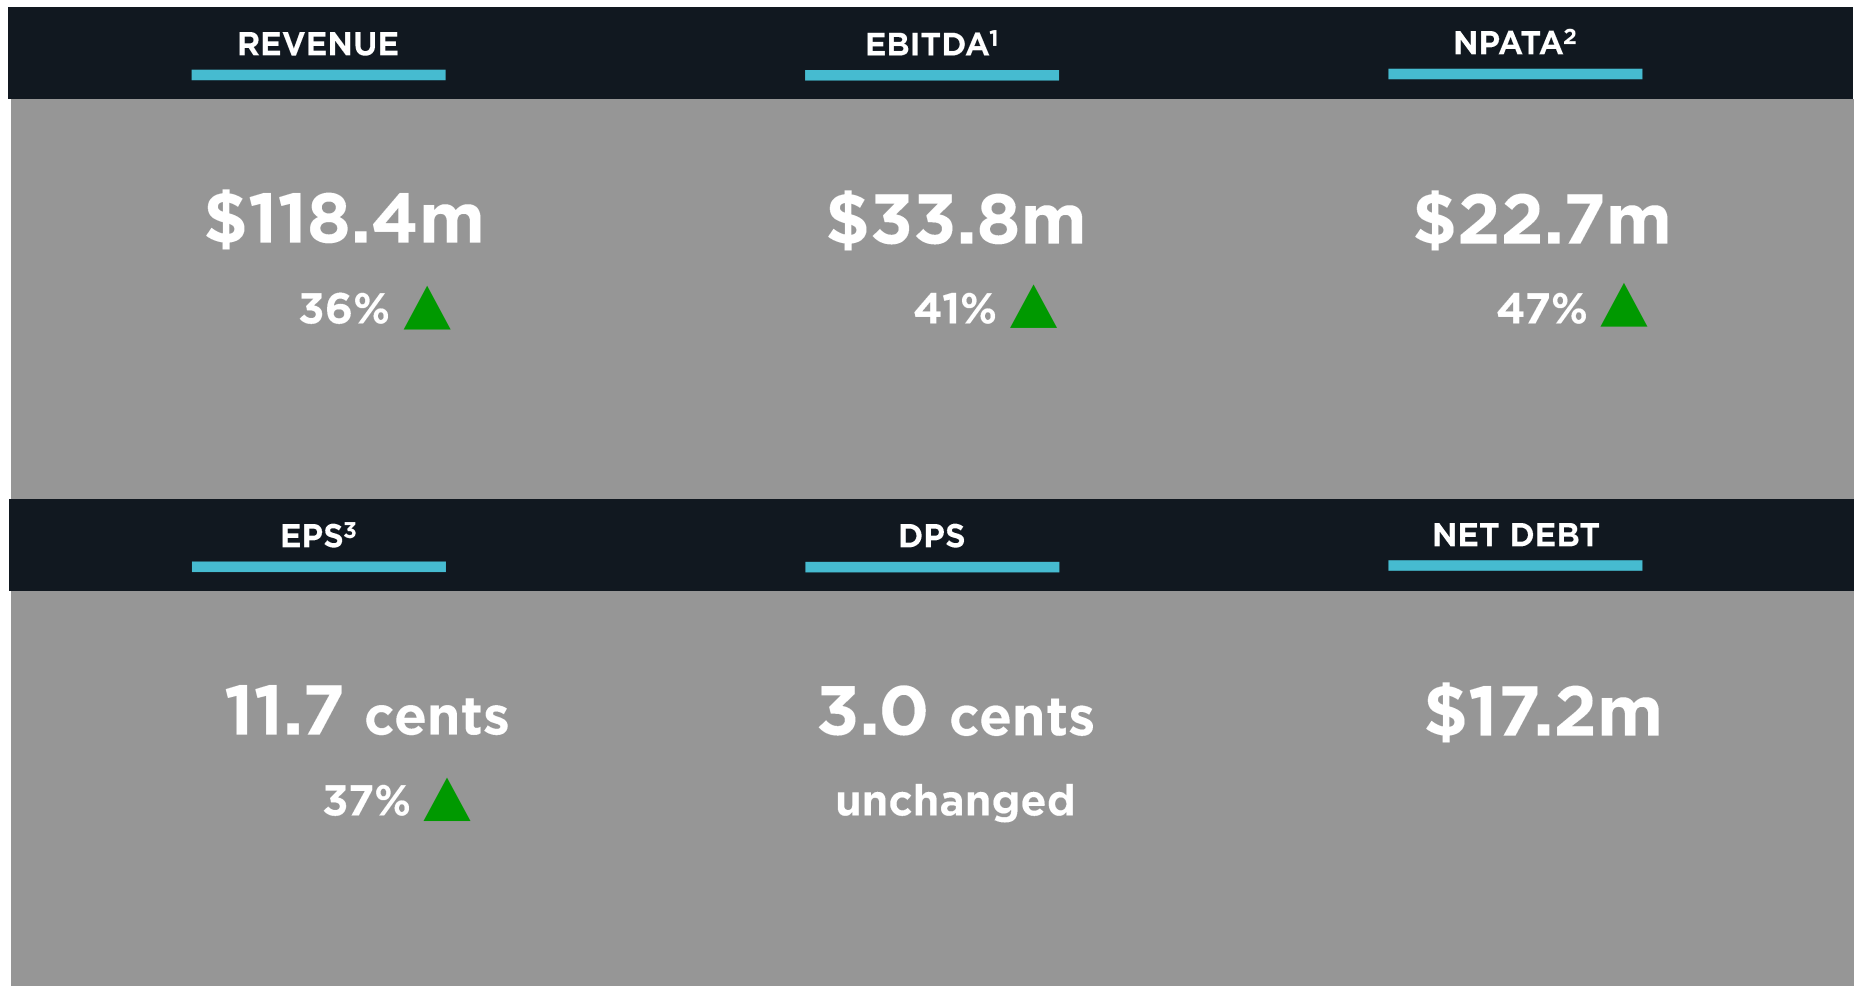 REVENUE
EBITDA¹
NPATA²
$118.4m
$33.8m
$22.7m
36%
41%
47%
EPS³
DPS
NET DEBT
11.7 cents
3.0 cents
$17.2m
37%
unchanged